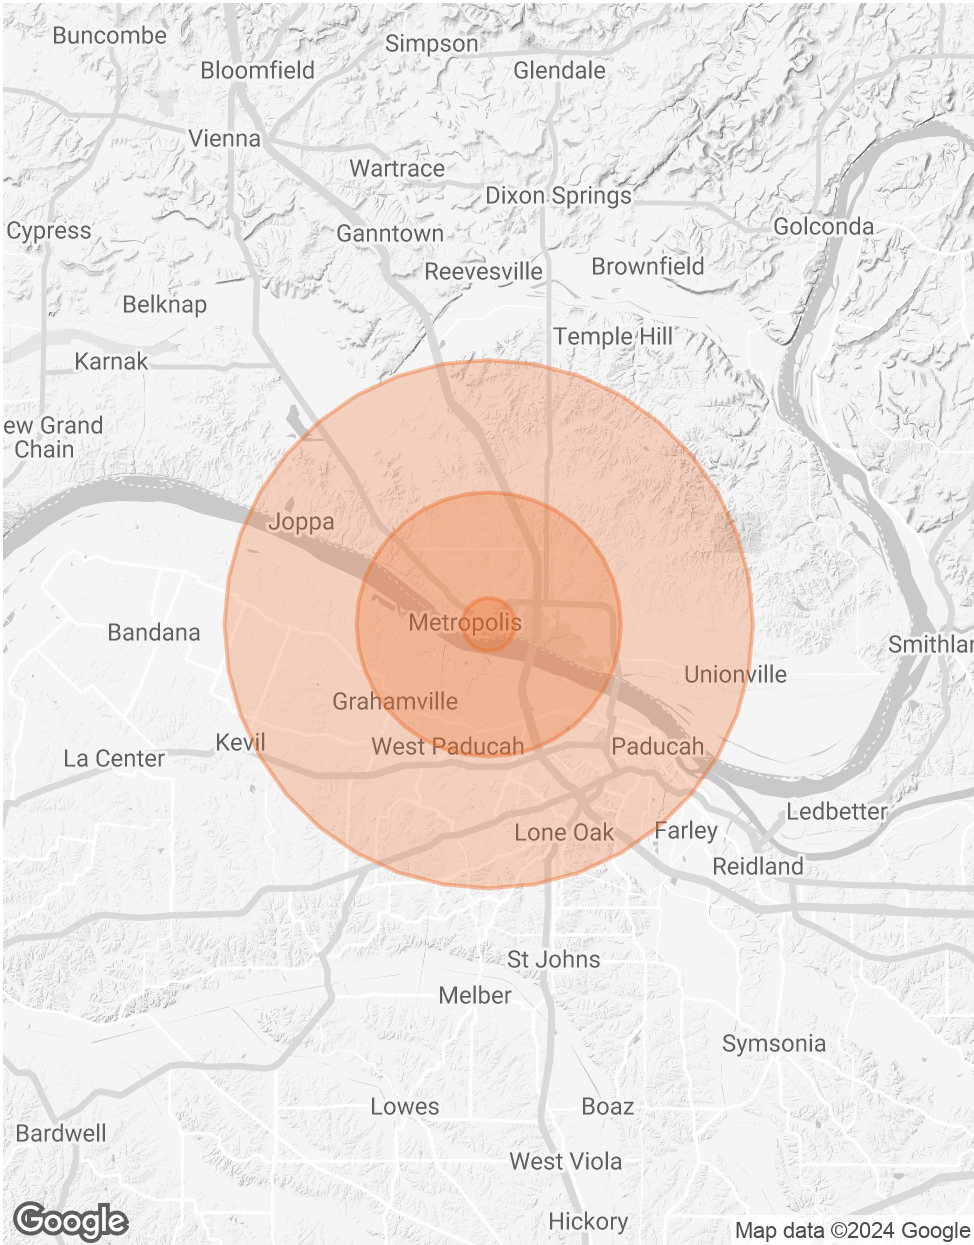 Buncombe
Simpson
Bloomfield
Glendale
Vienna
Wartrace
Dixon Springs
Cypress
Ganntown
Golconda
Reevesville
Brownfield
Belknap
Temple Hill
Karnak
ew Grand
Chain
Joppa
Metropolis
Bandana
Smithlan
Unionville
Grahamville
Kevil
West Paducah
Paducah
La Center
Ledbetter
Lone Oak
Farley
Reidland
St Johns
Melber
Symsonia
Lowes
Boaz
Bardwell
West Viola
Hickory
Google
Map data ©2024 Google